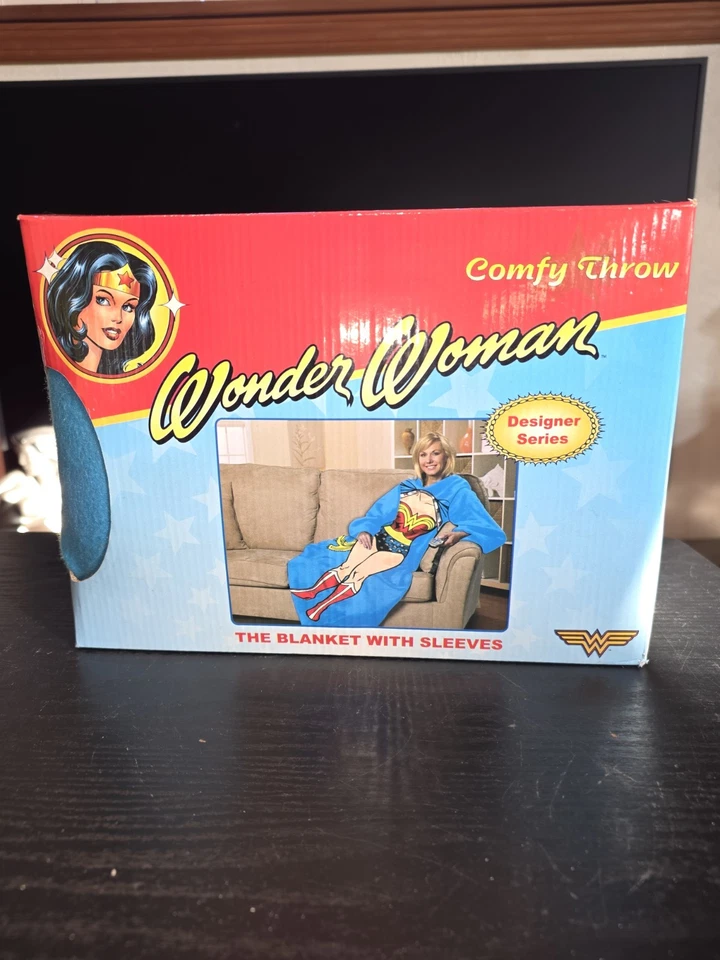 Comfy Throw
Wonder Woman
Designer
Series
THE BLANKET WITH SLEEVES